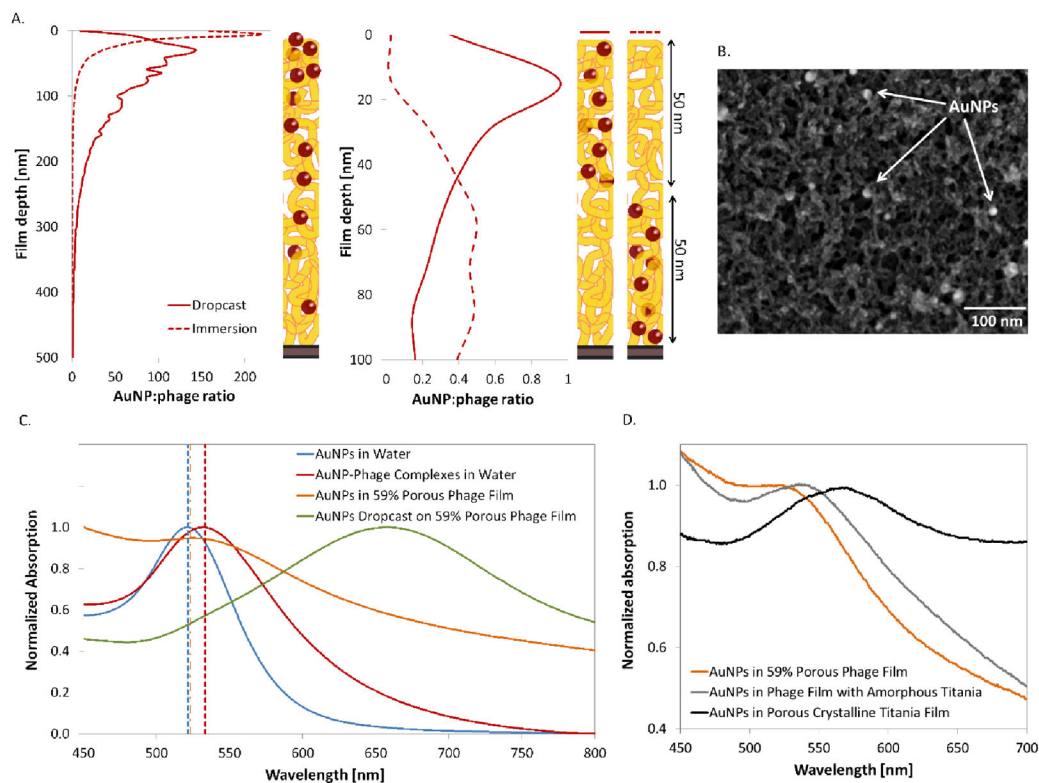 A.
0
100
200
300
400
500
Film depth [nm]
Dropcast
Immersion
0
50
100
150
200
AuNP:phage ratio
0
20
40
60
80
100
Film depth [nm]
0
0.2
0.4
0.6
0.8
1
AuNP:phage ratio
50 nm
50 nm
B.
AuNPs
100 nm
C.
AuNPs in Water
AuNP-Phage Complexes in Water
AuNPs in 59% Porous Phage Film
AuNPs Dropcast on 59% Porous Phage Film
1.0
0.8
0.6
0.4
0.2
0.0
Normalized Absorption
450
500
550
600
650
700
750
800
Wavelength [nm]
D.
1.0
0.8
0.6
0.4
Normalized absorption
AuNPs in 59% Porous Phage Film
AuNPs in Phage Film with Amorphous Titania
AuNPs in Porous Crystalline Titania Film
450
500
550
600
650
700
Wavelength [nm]